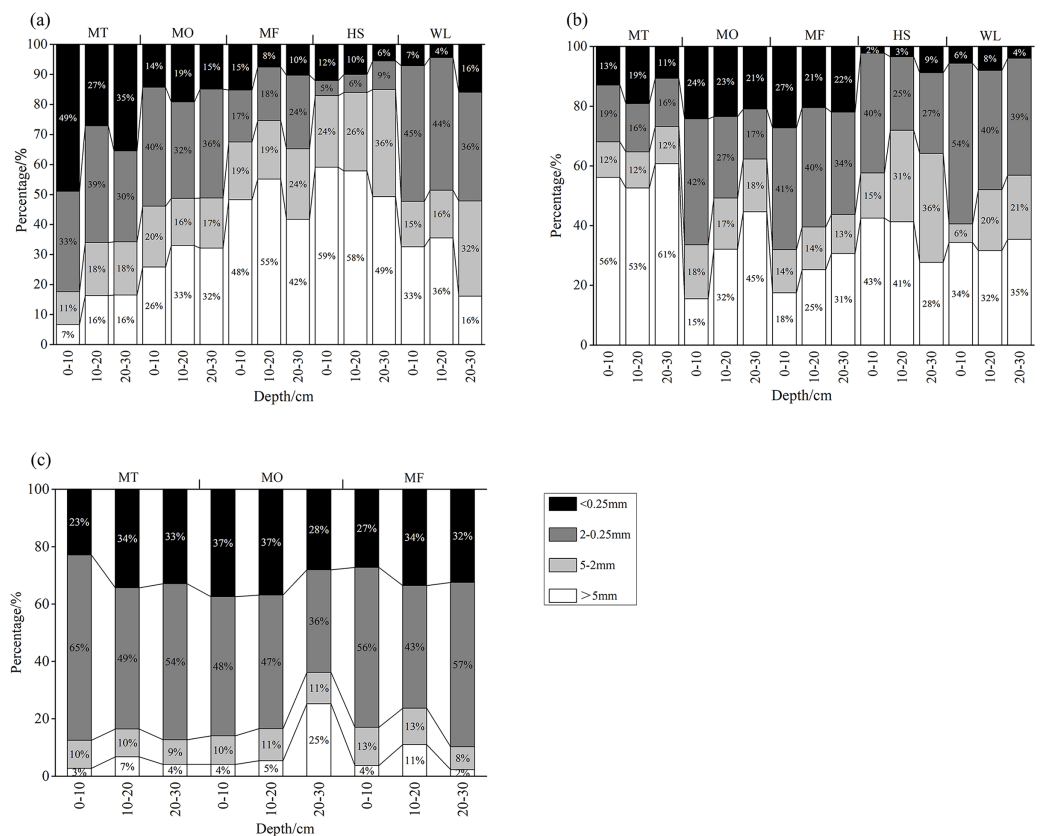 (a)
MT MO MF HS WL
100
80
60
40
20
0
Percentage/%
49% 27% 35% 14% 19% 15% 15% 8% 10% 12% 10% 6% 7% 4% 16%
33% 39% 30% 40% 32% 36% 17% 18% 24% 5% 6% 9% 45% 44% 36%
11% 18% 18% 20% 16% 17% 19% 19% 24% 24% 26% 36% 15% 16% 32%
7% 16% 16% 26% 33% 32% 48% 55% 42% 59% 58% 49% 33% 36% 16%
0-10 10-20 20-30 0-10 10-20 20-30 0-10 10-20 20-30 0-10 10-20 20-30 0-10 10-20 20-30
Depth/cm
(b)
MT MO MF HS WL
100
80
60
40
20
0
Percentage/%
13% 19% 11% 24% 23% 21% 27% 21% 22% 2% 3% 9% 6% 8% 4%
19% 16% 16% 42% 27% 17% 41% 40% 34% 40% 25% 27% 54% 40% 39%
12% 12% 12% 18% 17% 18% 14% 14% 13% 15% 31% 36% 6% 20% 21%
56% 53% 61% 15% 32% 45% 18% 25% 31% 43% 41% 28% 34% 32% 35%
0-10 10-20 20-30 0-10 10-20 20-30 0-10 10-20 20-30 0-10 10-20 20-30 0-10 10-20 20-30
Depth/cm
(c)
MT MO MF
100
80
60
40
20
0
Percentage/%
23% 34% 33% 37% 37% 28% 27% 34% 32%
65% 49% 54% 48% 47% 36% 56% 43% 57%
10% 10% 9% 10% 11% 11% 13% 13% 8%
3% 7% 4% 4% 5% 25% 4% 11% 2%
0-10 10-20 20-30 0-10 10-20 20-30 0-10 10-20 20-30
Depth/cm
<0.25mm
2-0.25mm
5-2mm
>5mm